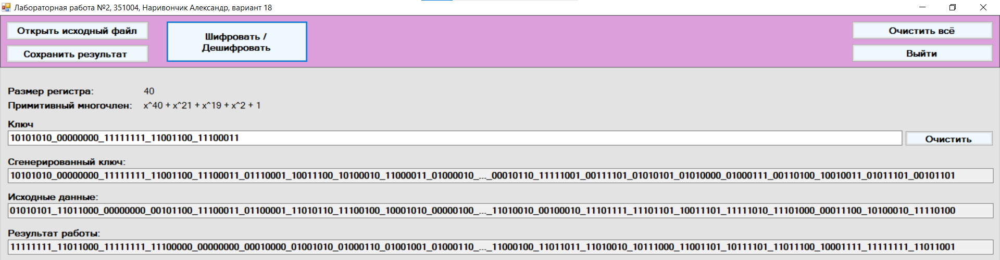 Лабораторная работа №2, 351004, Наривончик Александр, вариант 18
Открыть исходный файл
Сохранить результат
Шифровать /
Дешифровать
Очистить всё
Выйти
Размер регистра: 40
Примитивный многочлен: x^40 + x^21 + x^19 + x^2 + 1
Ключ
10101010_00000000_11111111_11001100_11100011
Очистить
Сгенерированный ключ:
10101010_00000000_11111111_11001100_11100011_01110001_10011100_10100010_11000011_01000010_..._00010110_11111001_00111101_01010101_01010000_01000111_00110100_10010011_01011101_00101101
Исходные данные:
01010101_11011000_00000000_00101100_11100011_01100001_11010110_11100100_10001010_00000100_..._11010010_00100010_11101111_11101101_10011101_11111010_11101000_00011100_10100010_11110100
Результат работы:
11111111_11011000_11111111_11100000_00000000_00010000_01001010_01000110_01001001_01000110_..._11000100_11011011_11010010_10111000_11001101_10111101_11011100_10001111_11111111_11011001